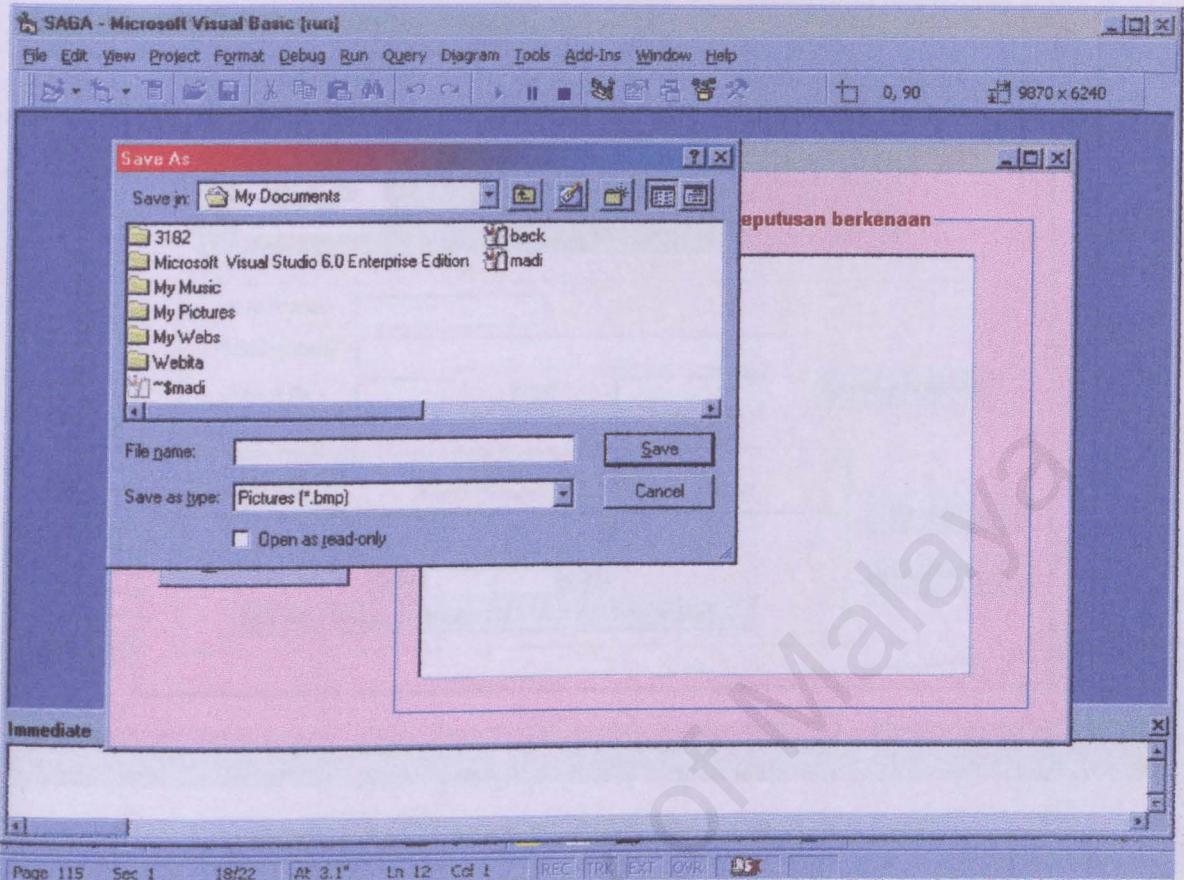 SAGA - Microsoft Visual Basic [run]
File Edit View Project Format Debug Run Query Diagram Tools Add-Ins Window Help
0, 90 9870 x 6240
Save As
Save in: My Documents
3182
Microsoft Visual Studio 6.0 Enterprise Edition
My Music
My Pictures
My Webs
Webita
~$madi
back
madi
File name:
Save
Save as type: Pictures (*.bmp)
Cancel
Open as read-only
eputusan berkenaan
Immediate
Page 115 Sec 1 18/22 At 3.1" Ln 12 Col 1 REC TRK EXT OVR
of Malaya